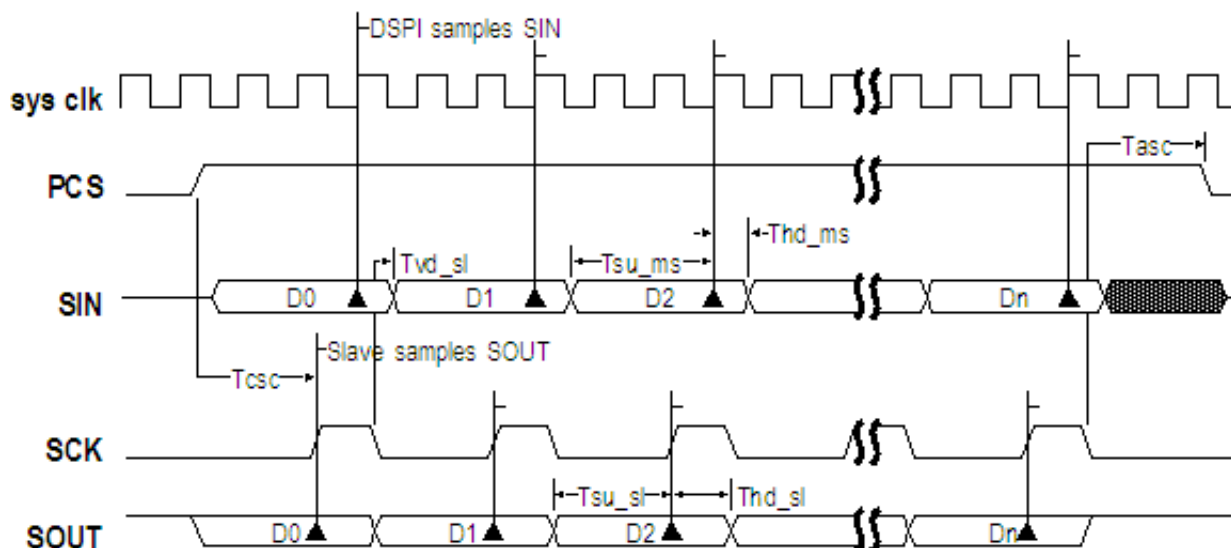 DSPI samples SIN
sys clk
Tasc
PCS
Thd_ms
Tvd_sl
Tsu_ms
SIN
D0
D1
D2
Dn
Slave samples SOUT
Tcsc
SCK
Tsu_sl
Thd_sl
SOUT
D0
D1
D2
Dn